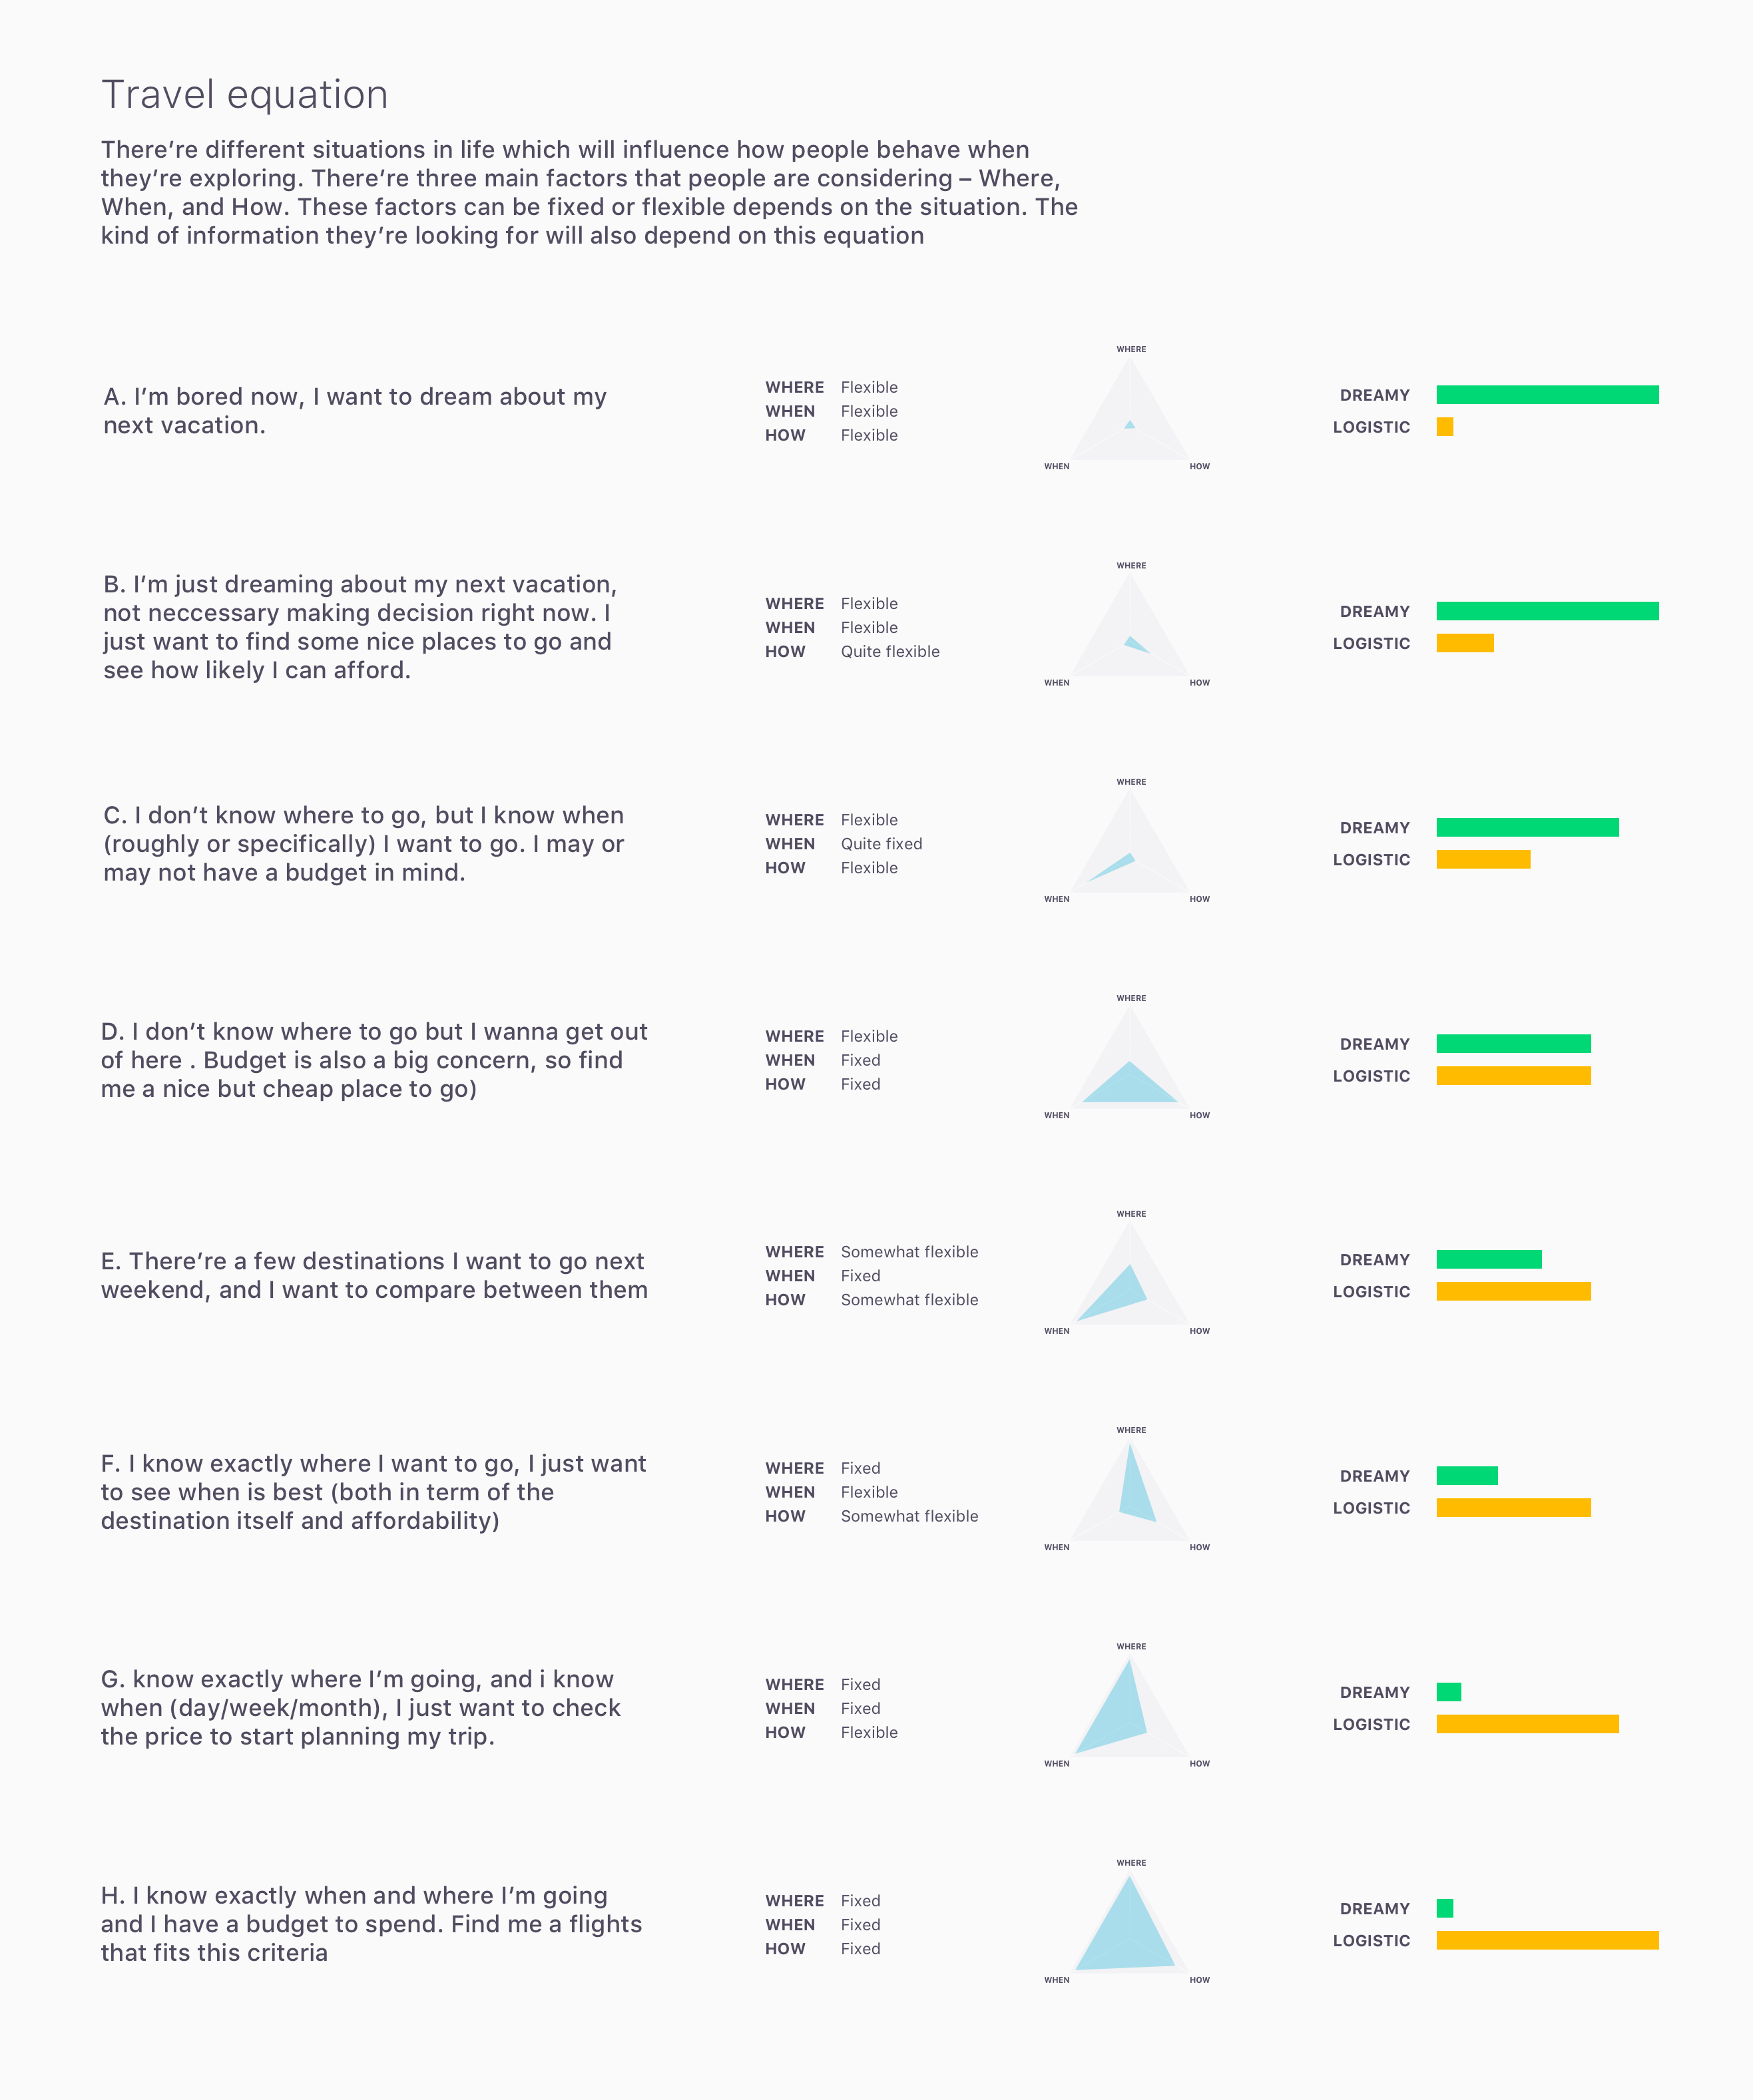 Travel equation
There’re different situations in life which will influence how people behave when
they’re exploring. There’re three main factors that people are considering – Where,
When, and How. These factors can be fixed or flexible depends on the situation. The
kind of information they’re looking for will also depend on this equation
A. I’m bored now, I want to dream about my
next vacation.
WHERE Flexible
WHEN Flexible
HOW Flexible
WHERE
WHEN
HOW
DREAMY
LOGISTIC
B. I’m just dreaming about my next vacation,
not neccessary making decision right now. I
just want to find some nice places to go and
see how likely I can afford.
WHERE Flexible
WHEN Flexible
HOW Quite flexible
WHERE
WHEN
HOW
DREAMY
LOGISTIC
C. I don’t know where to go, but I know when
(roughly or specifically) I want to go. I may or
may not have a budget in mind.
WHERE Flexible
WHEN Quite fixed
HOW Flexible
WHERE
WHEN
HOW
DREAMY
LOGISTIC
D. I don’t know where to go but I wanna get out
of here . Budget is also a big concern, so find
me a nice but cheap place to go)
WHERE Flexible
WHEN Fixed
HOW Fixed
WHERE
WHEN
HOW
DREAMY
LOGISTIC
E. There’re a few destinations I want to go next
weekend, and I want to compare between them
WHERE Somewhat flexible
WHEN Fixed
HOW Somewhat flexible
WHERE
WHEN
HOW
DREAMY
LOGISTIC
F. I know exactly where I want to go, I just want
to see when is best (both in term of the
destination itself and affordability)
WHERE Fixed
WHEN Flexible
HOW Somewhat flexible
WHERE
WHEN
HOW
DREAMY
LOGISTIC
G. know exactly where I’m going, and i know
when (day/week/month), I just want to check
the price to start planning my trip.
WHERE Fixed
WHEN Fixed
HOW Flexible
WHERE
WHEN
HOW
DREAMY
LOGISTIC
H. I know exactly when and where I’m going
and I have a budget to spend. Find me a flights
that fits this criteria
WHERE Fixed
WHEN Fixed
HOW Fixed
WHERE
WHEN
HOW
DREAMY
LOGISTIC